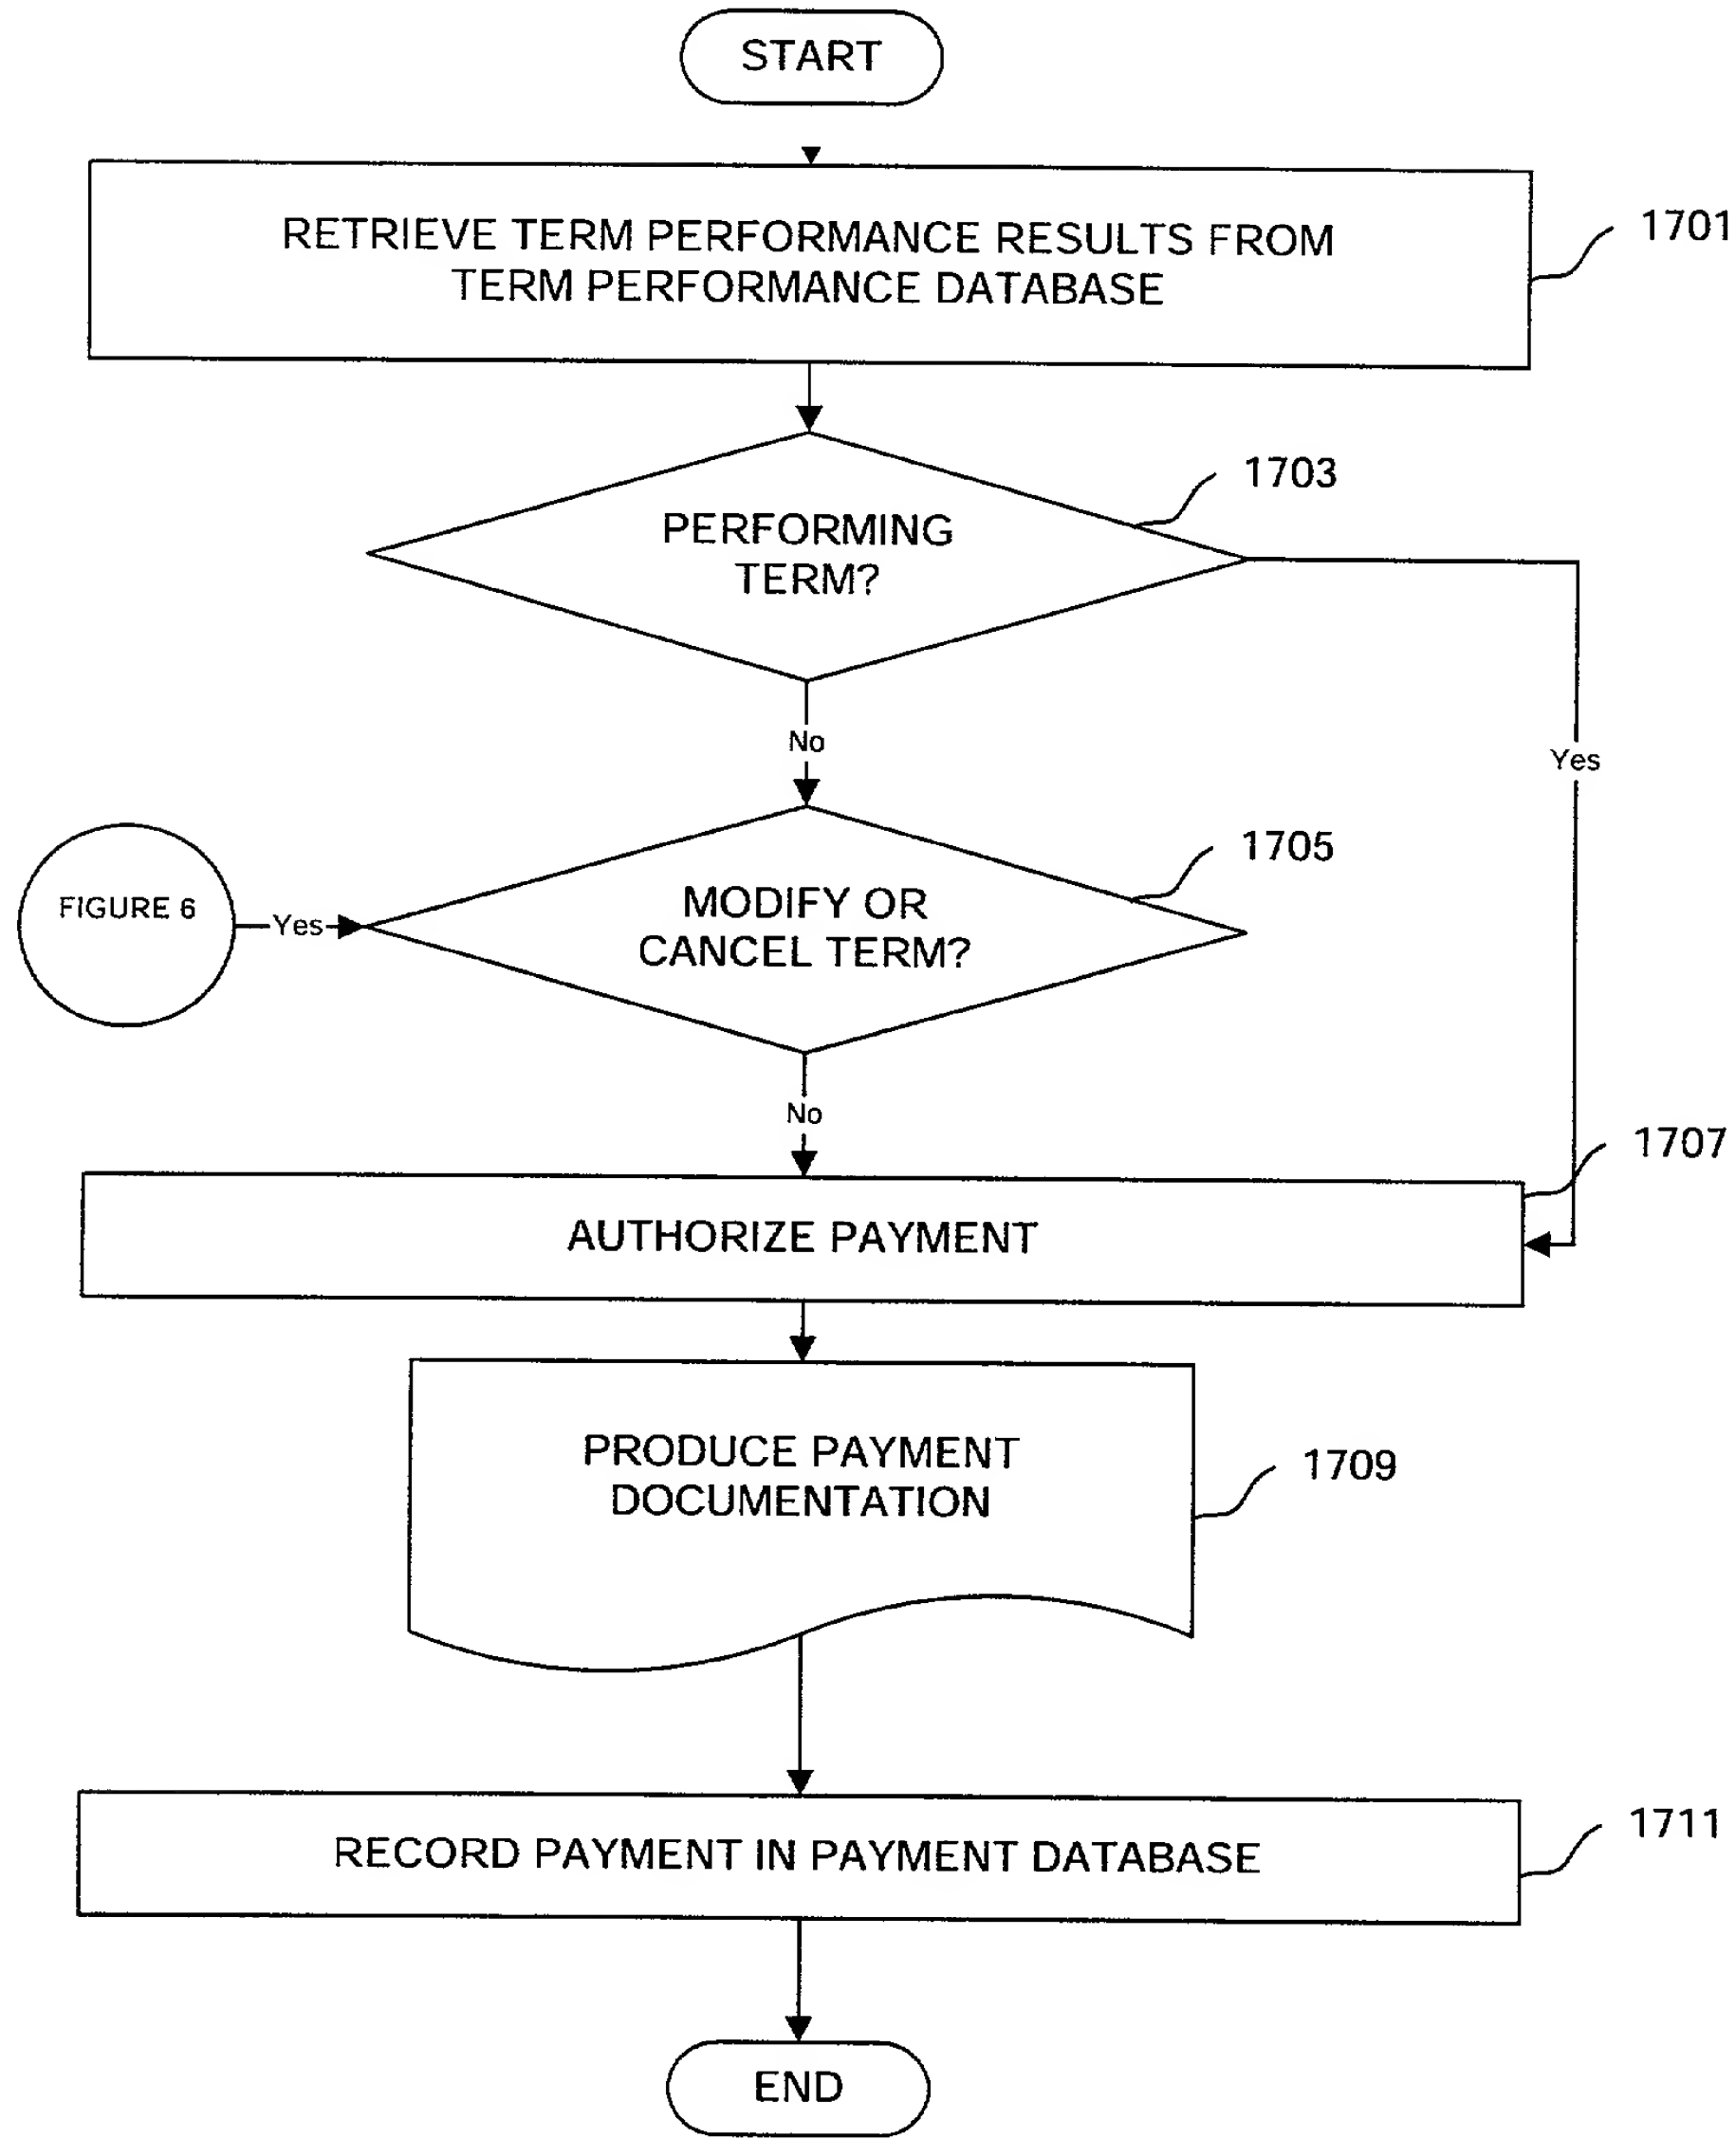 START
RETRIEVE TERM PERFORMANCE RESULTS FROM
TERM PERFORMANCE DATABASE
1701
1703
PERFORMING
TERM?
No
Yes
1705
FIGURE 6
Yes
MODIFY OR
CANCEL TERM?
No
1707
AUTHORIZE PAYMENT
PRODUCE PAYMENT
DOCUMENTATION
1709
1711
RECORD PAYMENT IN PAYMENT DATABASE
END